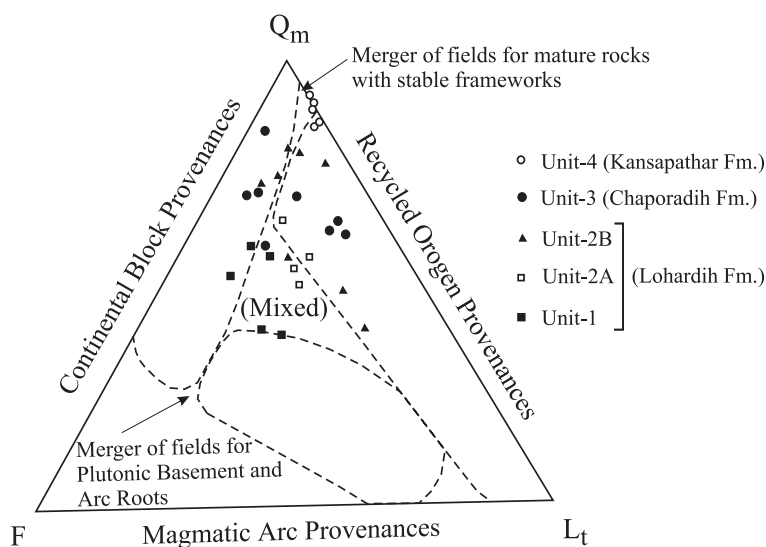 Qm
Merger of fields for mature rocks
with stable frameworks
Continental Block Provenances
Recycled Orogen Provenances
Unit-4 (Kansapathar Fm.)
Unit-3 (Chaporadih Fm.)
Unit-2B
Unit-2A
(Lohardih Fm.)
Unit-1
(Mixed)
Merger of fields for
Plutonic Basement and
Arc Roots
F
Magmatic Arc Provenances
Lt